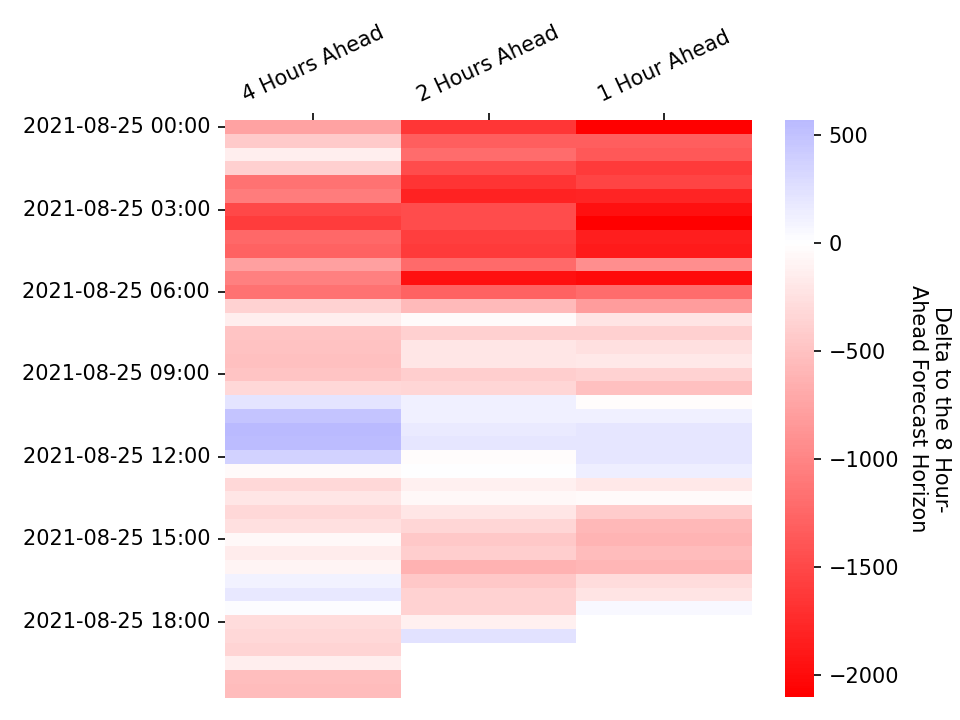 4 Hours Ahead
2 Hours Ahead
1 Hour Ahead
2021-08-25 00:00
2021-08-25 03:00
2021-08-25 06:00
2021-08-25 09:00
2021-08-25 12:00
2021-08-25 15:00
2021-08-25 18:00
500
0
−500
−1000
−1500
−2000
Delta to the 8 Hour-
Ahead Forecast Horizon